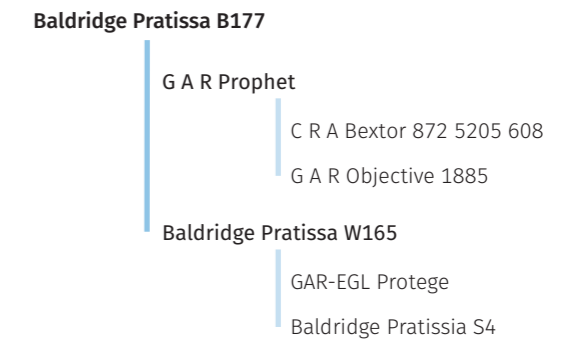 Baldridge Pratissa B177
G A R Prophet
C R A Bextor 872 5205 608
G A R Objective 1885
Baldridge Pratissa W165
GAR-EGL Protege
Baldridge Pratissia S4